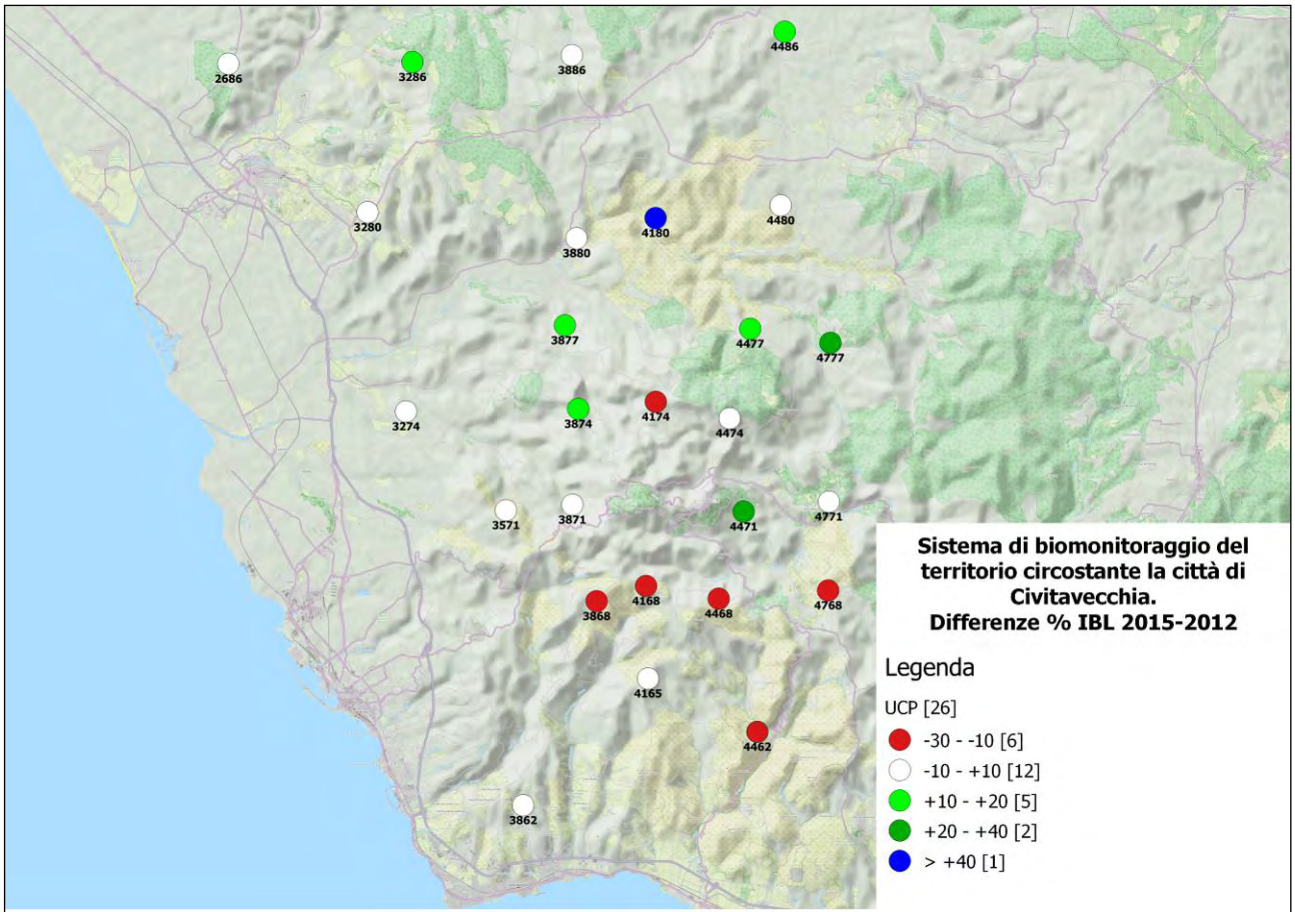 4486
2686
3286
3886
3280
4180
4480
3880
3877
4477
4777
3274
3874
4174
4474
3571
3871
4471
4771
3868
4168
4468
4768
4165
4462
3862
Sistema di biomonitoraggio del
territorio circostante la città di
Civitavecchia.
Differenze % IBL 2015-2012
Legenda
UCP [26]
-30 - -10 [6]
-10 - +10 [12]
+10 - +20 [5]
+20 - +40 [2]
> +40 [1]